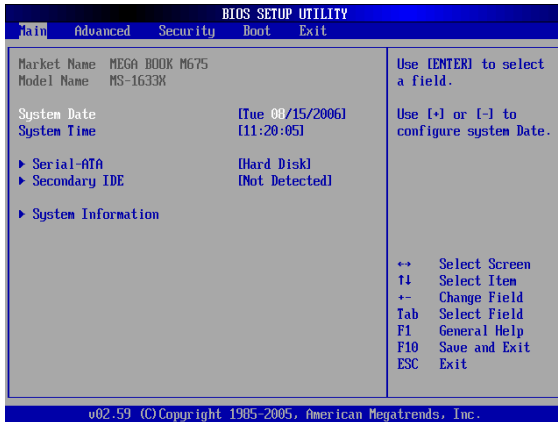 BIOS SETUP UTILITY
Main Advanced Security Boot Exit
Market Name MEGA BOOK M675
Model Name MS-1633X
System Date [Tue 08/15/2006]
System Time [11:20:05]
▶ Serial-ATA [Hard Disk]
▶ Secondary IDE [Not Detected]
▶ System Information
Use [ENTER] to select
a field.
Use [+] or [-] to
configure system Date.
↔ Select Screen
↑↓ Select Item
+- Change Field
Tab Select Field
F1 General Help
F10 Save and Exit
ESC Exit
v02.59 (C)Copyright 1985-2005, American Megatrends, Inc.